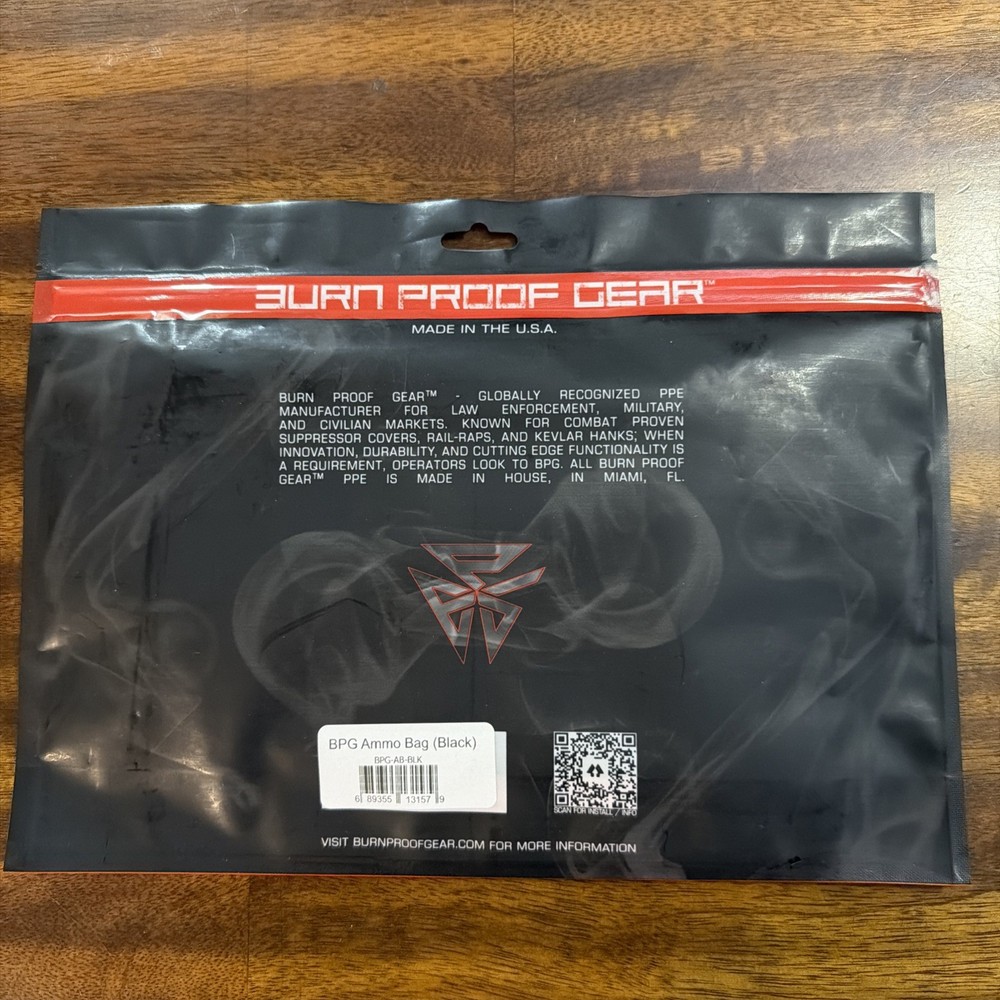 BURN PROOF GEAR™
MADE IN THE U.S.A.
BURN PROOF GEAR™ - GLOBALLY RECOGNIZED PPE
MANUFACTURER FOR LAW ENFORCEMENT, MILITARY,
AND CIVILIAN MARKETS. KNOWN FOR COMBAT PROVEN
SUPPRESSOR COVERS, RAIL-RAPS, AND KEVLAR HANKS; WHEN
INNOVATION, DURABILITY, AND CUTTING EDGE FUNCTIONALITY IS
A REQUIREMENT, OPERATORS LOOK TO BPG. ALL BURN PROOF
GEAR™ PPE IS MADE IN HOUSE, IN MIAMI, FL.
BPG Ammo Bag (Black)
BPG-AB-BLK
6 89355 13157 9
SCAN FOR INSTALL / INFO
VISIT BURNPROOFGEAR.COM FOR MORE INFORMATION